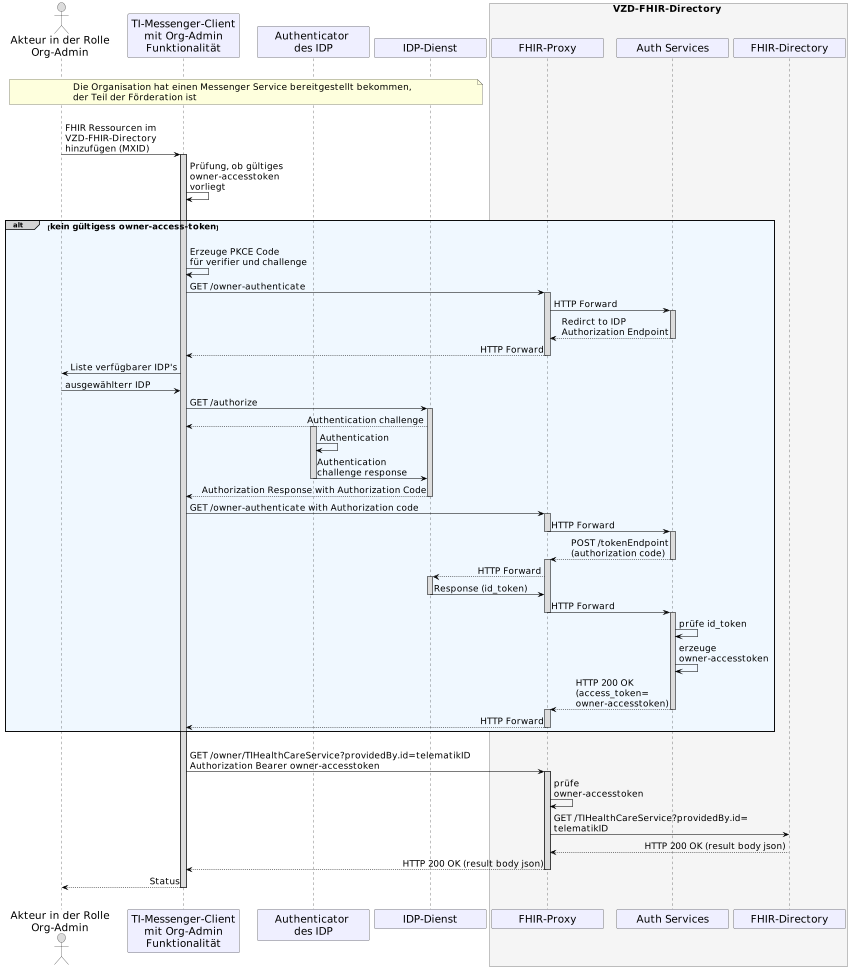 VZD-FHIR-Directory
Akteur in der Rolle
Org-Admin
TI-Messenger-Client
mit Org-Admin
Funktionalität
Authenticator
des IDP
IDP-Dienst
FHIR-Proxy
Auth Services
FHIR-Directory
Die Organisation hat einen Messenger Service bereitgestellt bekommen,
der Teil der Förderation ist
FHIR Ressourcen im
VZD-FHIR-Directory
hinzufügen (MXID)
Prüfung, ob gültiges
owner-accesstoken
vorliegt
alt
[kein gültigess owner-access-token]
Erzeuge PKCE Code
für verifier und challenge
GET /owner-authenticate
HTTP Forward
Redirct to IDP
Authorization Endpoint
HTTP Forward
Liste verfügbarer IDP's
ausgewählterr IDP
GET /authorize
Authentication challenge
Authentication
Authentication
challenge response
Authorization Response with Authorization Code
GET /owner-authenticate with Authorization code
HTTP Forward
POST /tokenEndpoint
(authorization code)
HTTP Forward
Response (id_token)
HTTP Forward
prüfe id_token
erzeuge
owner-accesstoken
HTTP 200 OK
(access_token=
owner-accesstoken)
HTTP Forward
GET /owner/TIHealthCareService?providedBy.id=telematikID
Authorization Bearer owner-accesstoken
prüfe
owner-accesstoken
GET /TIHealthCareService?providedBy.id=
telematikID
HTTP 200 OK (result body json)
HTTP 200 OK (result body json)
Status
Akteur in der Rolle
Org-Admin
TI-Messenger-Client
mit Org-Admin
Funktionalität
Authenticator
des IDP
IDP-Dienst
FHIR-Proxy
Auth Services
FHIR-Directory